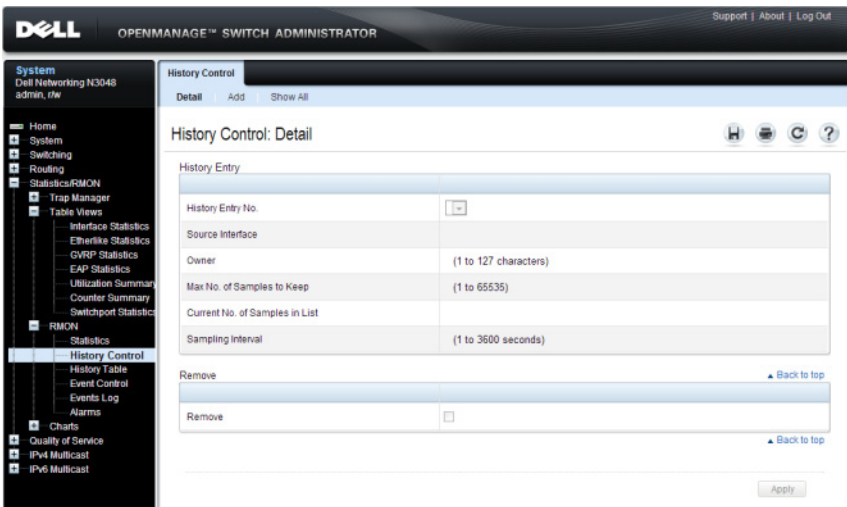 Support | About | Log Out
DELL
OPENMANAGE™ SWITCH ADMINISTRATOR
System
Dell Networking N3048
admin, r/w
Home
System
Switching
Routing
Statistics/RMON
Trap Manager
Table Views
Interface Statistics
Etherlike Statistics
GVRP Statistics
EAP Statistics
Utilization Summary
Counter Summary
Switchport Statistics
RMON
Statistics
History Control
History Table
Event Control
Events Log
Alarms
Charts
Quality of Service
IPv4 Multicast
IPv6 Multicast
History Control
Detail Add Show All
History Control: Detail
?
History Entry
History Entry No.
Source Interface
Owner (1 to 127 characters)
Max No. of Samples to Keep (1 to 65535)
Current No. of Samples in List
Sampling Interval (1 to 3600 seconds)
Remove Back to top
Remove
Back to top
Apply